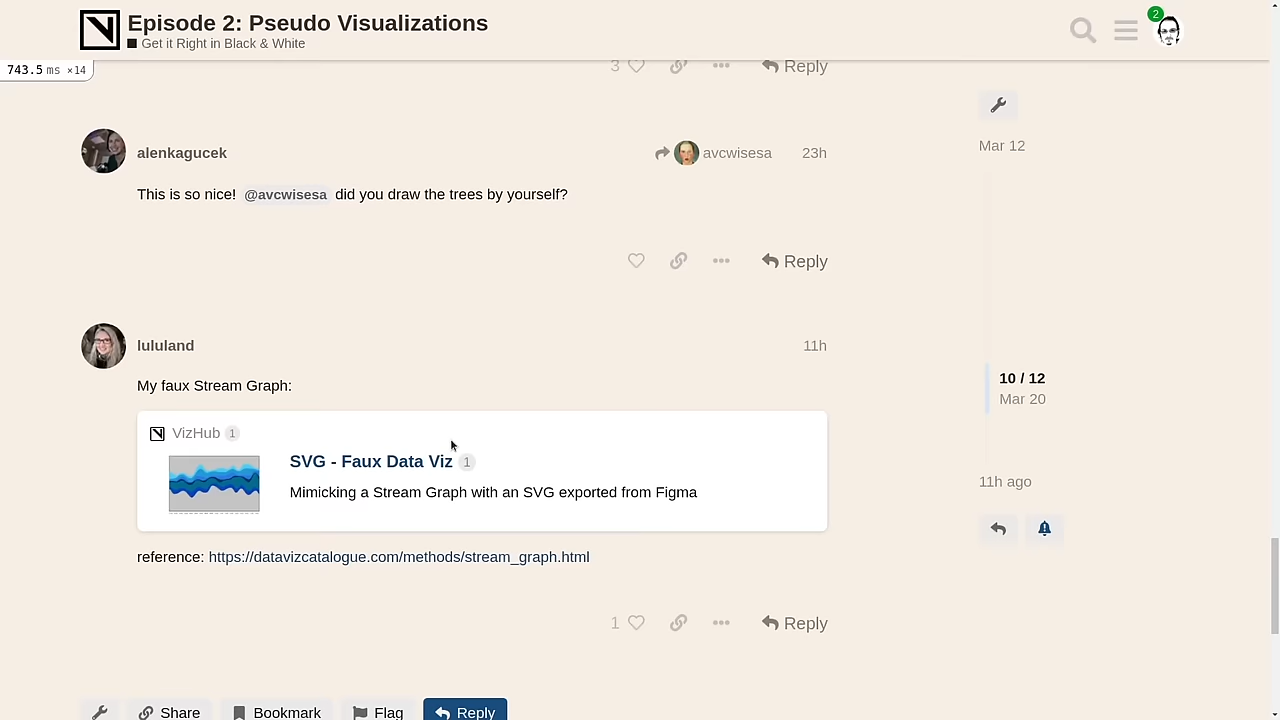 Episode 2: Pseudo Visualizations
Get it Right in Black & White
2
743.5 ms ×14
3 Reply
Mar 12
alenkagucek avcwisesa 23h
This is so nice! @avcwisesa did you draw the trees by yourself?
Reply
lululand 11h
My faux Stream Graph:
10 / 12
Mar 20
VizHub 1
SVG - Faux Data Viz 1
Mimicking a Stream Graph with an SVG exported from Figma
11h ago
reference: https://datavizcatalogue.com/methods/stream_graph.html
1 Reply
Share Bookmark Flag Reply